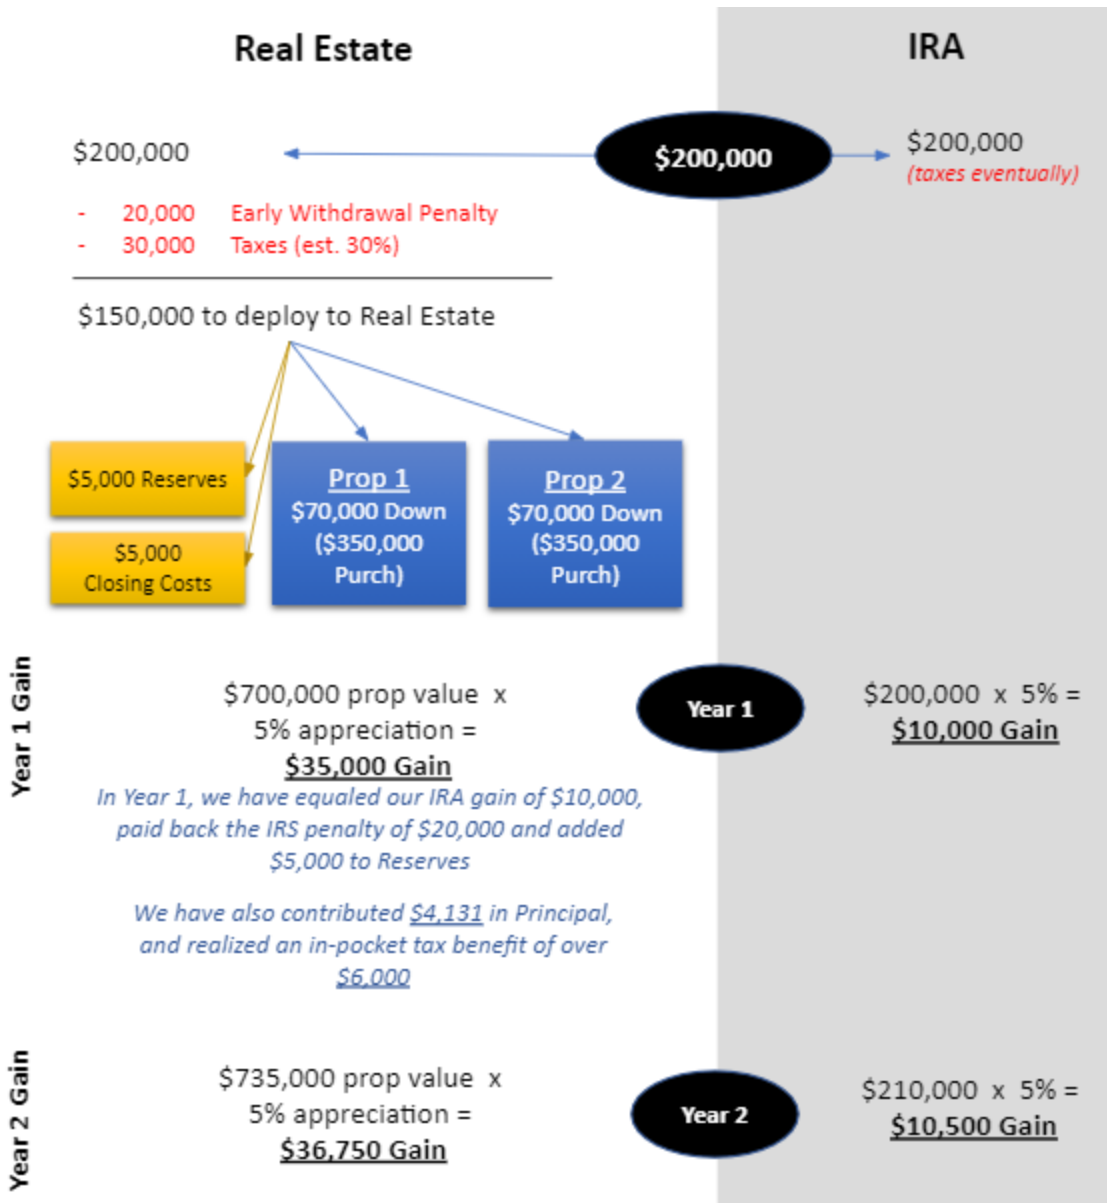 Real Estate
IRA
$200,000
$200,000
$200,000
(taxes eventually)
- 20,000 Early Withdrawal Penalty
- 30,000 Taxes (est. 30%)
$150,000 to deploy to Real Estate
$5,000 Reserves
$5,000
Closing Costs
Prop 1
$70,000 Down
($350,000
Purch)
Prop 2
$70,000 Down
($350,000
Purch)
Year 1 Gain
$700,000 prop value x
5% appreciation =
$35,000 Gain
In Year 1, we have equaled our IRA gain of $10,000,
paid back the IRS penalty of $20,000 and added
$5,000 to Reserves
We have also contributed $4,131 in Principal,
and realized an in-pocket tax benefit of over
$6,000
Year 1
$200,000 x 5% =
$10,000 Gain
Year 2 Gain
$735,000 prop value x
5% appreciation =
$36,750 Gain
Year 2
$210,000 x 5% =
$10,500 Gain